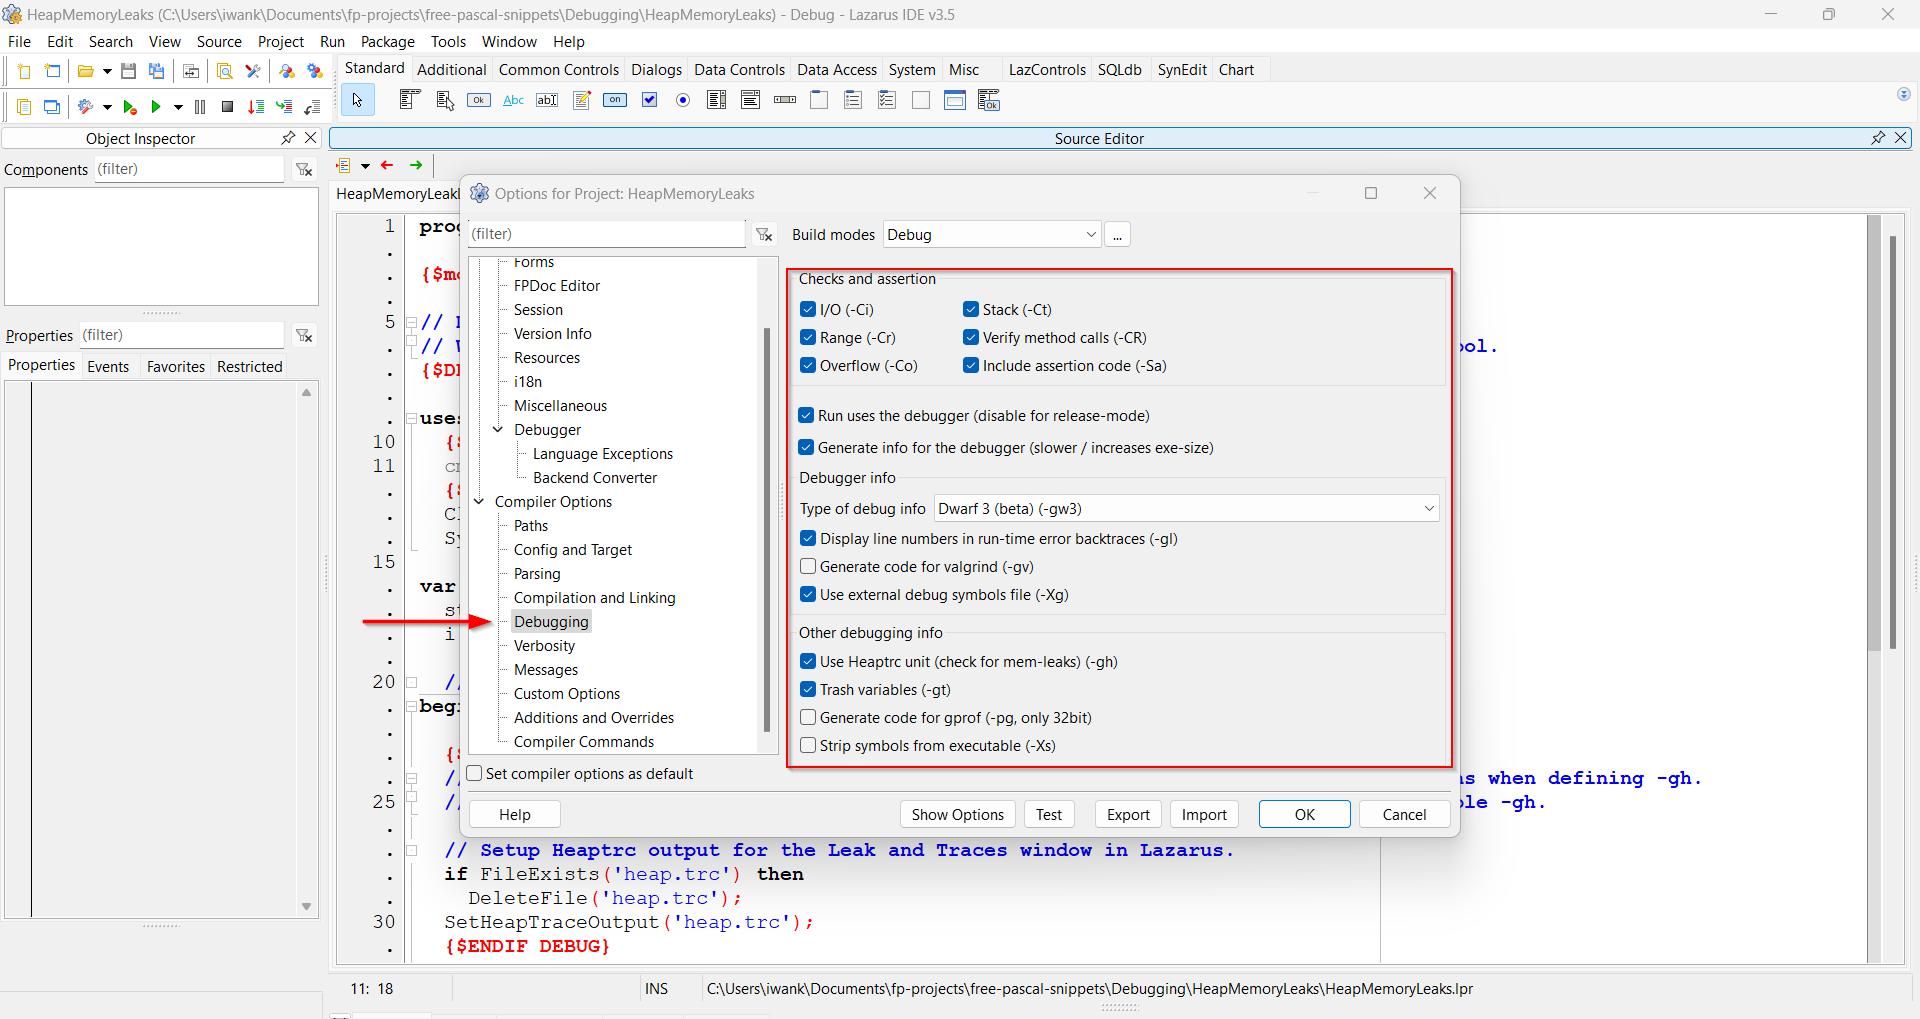 HeapMemoryLeaks (C:\Users\iwank\Documents\fp-projects\free-pascal-snippets\Debugging\HeapMemoryLeaks) - Debug - Lazarus IDE v3.5
File Edit Search View Source Project Run Package Tools Window Help
Standard Additional Common Controls Dialogs Data Controls Data Access System Misc LazControls SQLdb SynEdit Chart
Ok Abc ab on Ok
Object Inspector
Source Editor
Components (filter)
HeapMemoryLeak
Properties (filter)
Properties Events Favorites Restricted
Options for Project: HeapMemoryLeaks
(filter)
Build modes Debug ...
Forms
FPDoc Editor
Session
Version Info
Resources
i18n
Miscellaneous
Debugger
Language Exceptions
Backend Converter
Compiler Options
Paths
Config and Target
Parsing
Compilation and Linking
Debugging
Verbosity
Messages
Custom Options
Additions and Overrides
Compiler Commands
Set compiler options as default
Checks and assertion
I/O (-Ci) Stack (-Ct)
Range (-Cr) Verify method calls (-CR)
Overflow (-Co) Include assertion code (-Sa)
Run uses the debugger (disable for release-mode)
Generate info for the debugger (slower / increases exe-size)
Debugger info
Type of debug info Dwarf 3 (beta) (-gw3)
Display line numbers in run-time error backtraces (-gl)
Generate code for valgrind (-gv)
Use external debug symbols file (-Xg)
Other debugging info
Use Heaptrc unit (check for mem-leaks) (-gh)
Trash variables (-gt)
Generate code for gprof (-pg, only 32bit)
Strip symbols from executable (-Xs)
Help Show Options Test Export Import OK Cancel
1 prog
{$mo
5 //
// ool.
{$D
uses
10 {
11 c
{
C
S
15
var
st
i
20 //
beg
{
// s when defining -gh.
25 // le -gh.
// Setup Heaptrc output for the Leak and Traces window in Lazarus.
if FileExists('heap.trc') then
DeleteFile('heap.trc');
30 SetHeapTraceOutput('heap.trc');
{$ENDIF DEBUG}
11: 18 INS C:\Users\iwank\Documents\fp-projects\free-pascal-snippets\Debugging\HeapMemoryLeaks\HeapMemoryLeaks.lpr